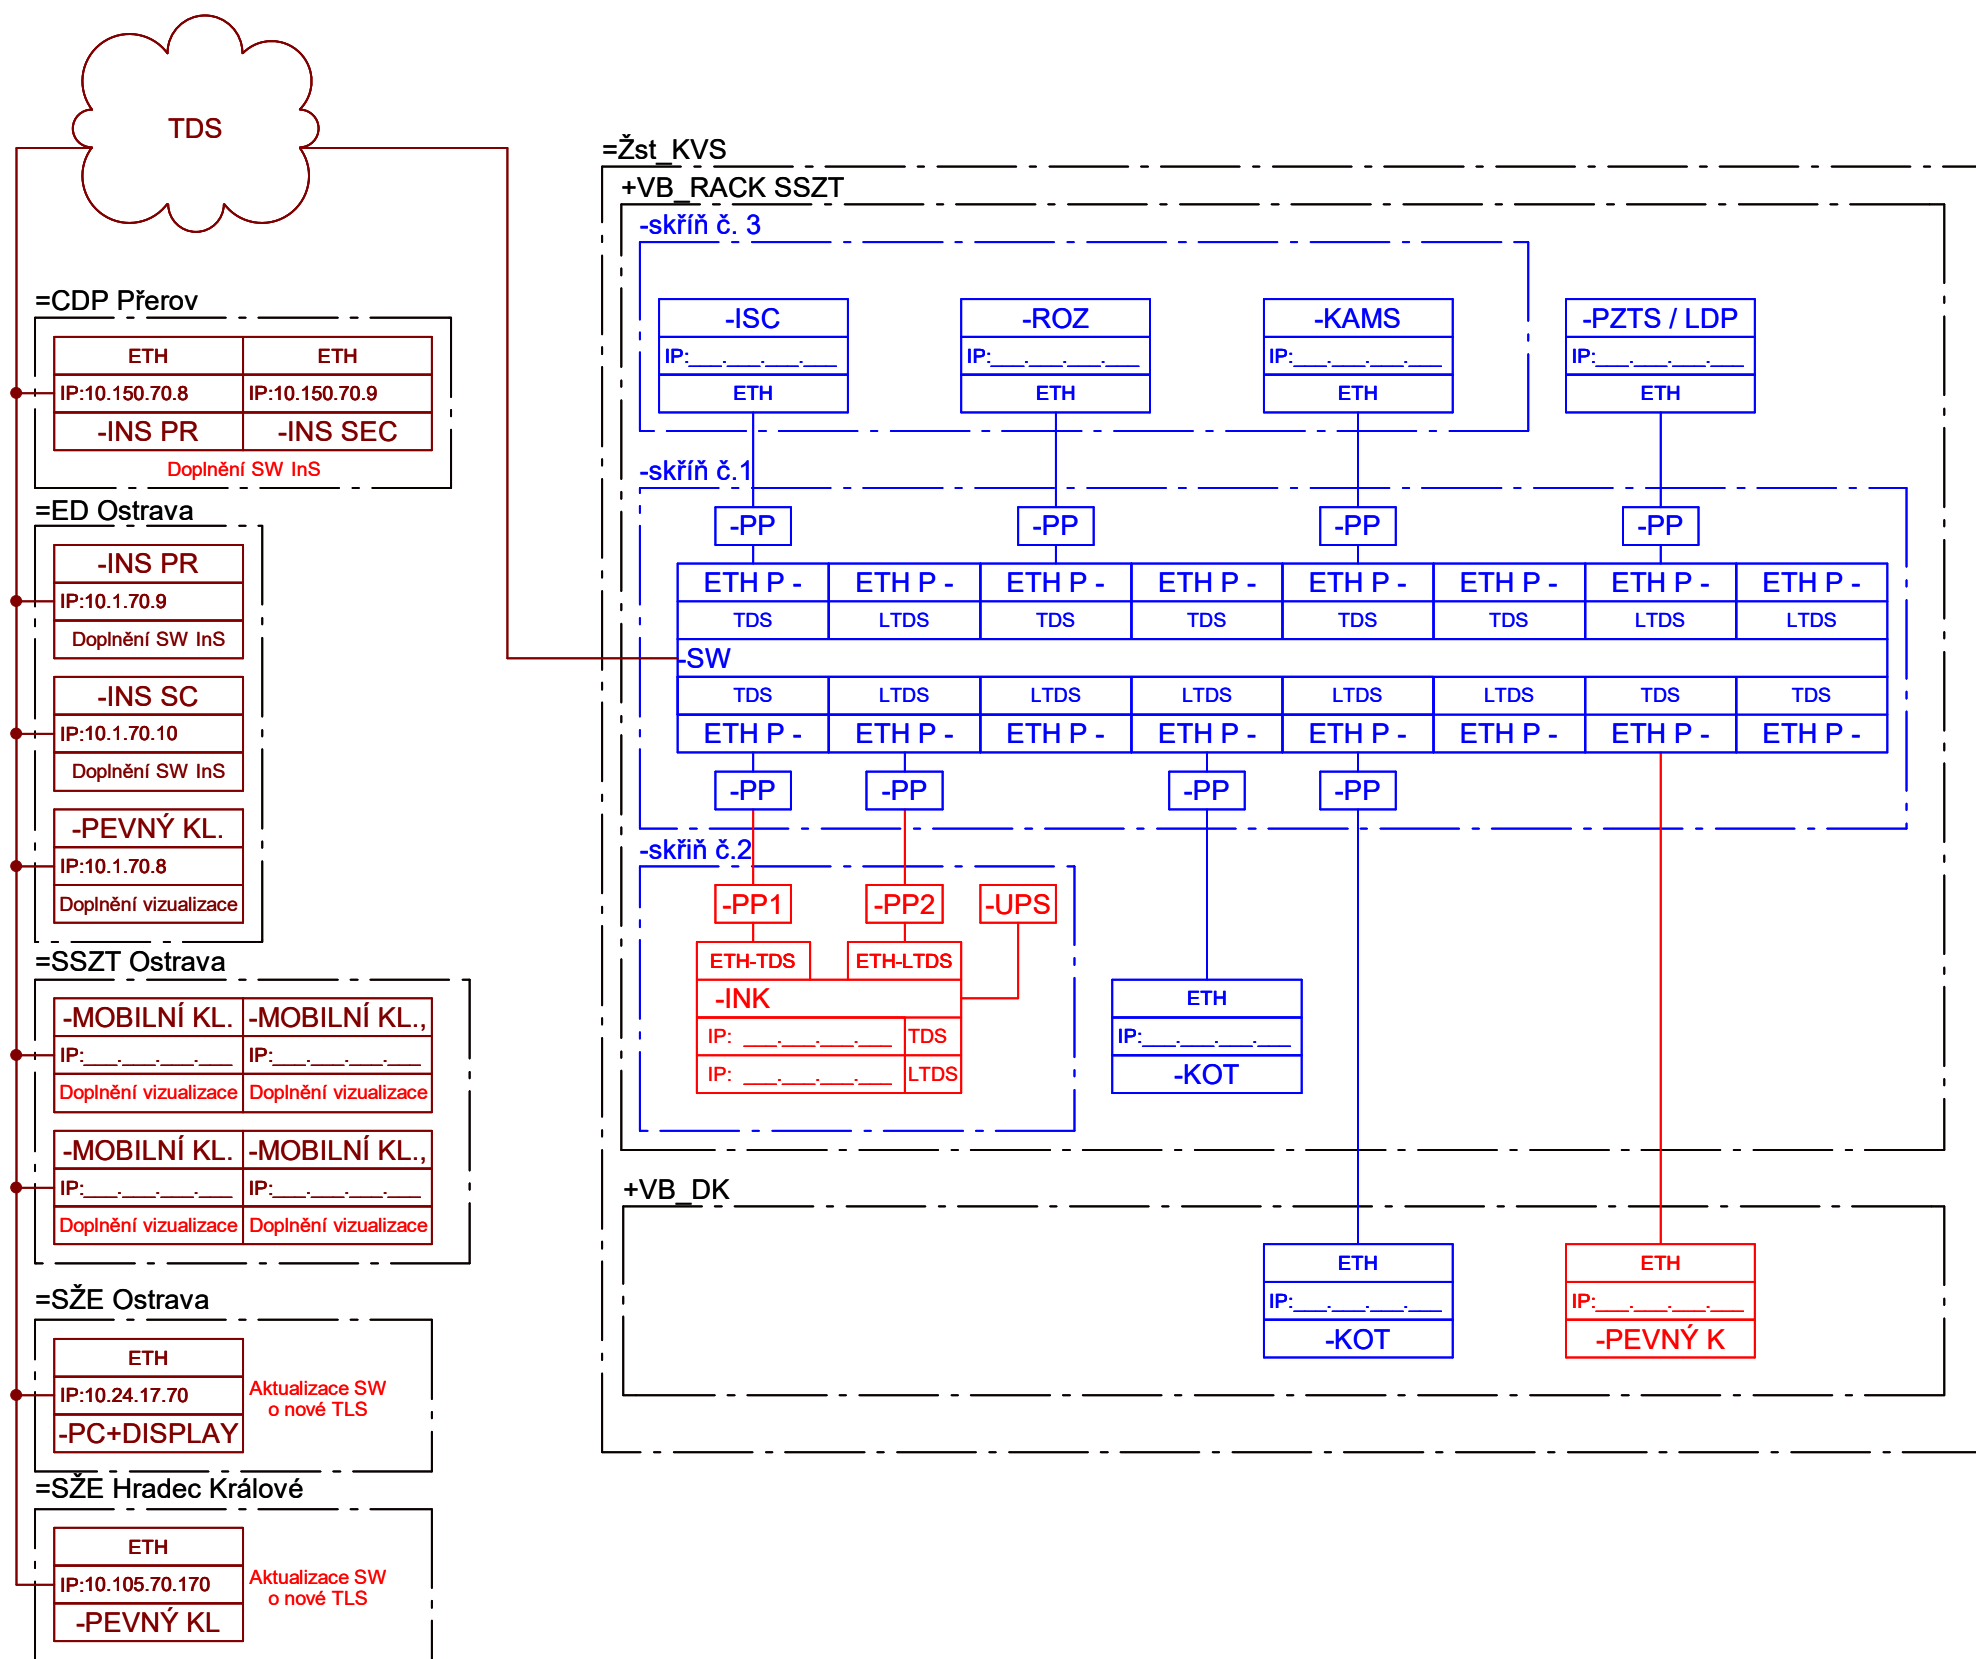 TDS
=CDP Přerov
ETH ETH
IP:10.150.70.8 IP:10.150.70.9
-INS PR -INS SEC
Doplnění SW InS
=ED Ostrava
-INS PR
IP:10.1.70.9
Doplnění SW InS
-INS SC
IP:10.1.70.10
Doplnění SW InS
-PEVNÝ KL.
IP:10.1.70.8
Doplnění vizualizace
=SSZT Ostrava
-MOBILNÍ KL. -MOBILNÍ KL.,
IP:___.___.___.___ IP:___.___.___.___
Doplnění vizualizace Doplnění vizualizace
-MOBILNÍ KL. -MOBILNÍ KL.,
IP:___.___.___.___ IP:___.___.___.___
Doplnění vizualizace Doplnění vizualizace
=SŽE Ostrava
ETH
IP:10.24.17.70
-PC+DISPLAY
Aktualizace SW
o nové TLS
=SŽE Hradec Králové
ETH
IP:10.105.70.170
-PEVNÝ KL
Aktualizace SW
o nové TLS
=Žst_KVS
+VB_RACK SSZT
-skříň č. 3
-ISC -ROZ -KAMS -PZTS / LDP
IP:___.___.___.___ IP:___.___.___.___ IP:___.___.___.___ IP:___.___.___.___
ETH ETH ETH ETH
-skříň č.1
-PP -PP -PP -PP
ETH P - ETH P - ETH P - ETH P - ETH P - ETH P - ETH P - ETH P -
TDS LTDS TDS TDS TDS TDS LTDS LTDS
-SW
TDS LTDS LTDS LTDS LTDS LTDS TDS TDS
ETH P - ETH P - ETH P - ETH P - ETH P - ETH P - ETH P - ETH P -
-PP -PP -PP -PP
-skřiň č.2
-PP1 -PP2 -UPS
ETH-TDS ETH-LTDS
-INK
IP: ___.___.___.___ TDS
IP: ___.___.___.___ LTDS
ETH
IP:___.___.___.___
-KOT
+VB_DK
ETH ETH
IP:___.___.___.___ IP:___.___.___.___
-KOT -PEVNÝ K